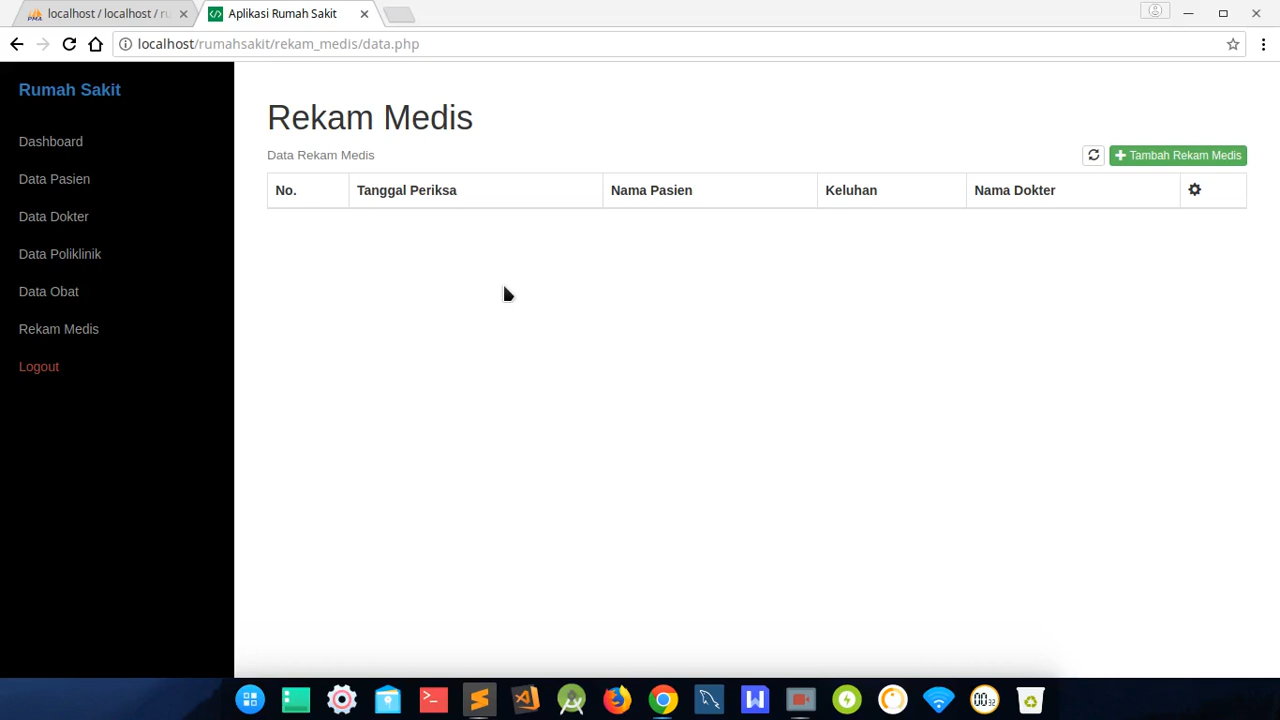 localhost / localhost / ru
Aplikasi Rumah Sakit
localhost/rumahsakit/rekam_medis/data.php
Rumah Sakit
Dashboard
Data Pasien
Data Dokter
Data Poliklinik
Data Obat
Rekam Medis
Logout
Rekam Medis
Data Rekam Medis
Tambah Rekam Medis
No. Tanggal Periksa Nama Pasien Keluhan Nama Dokter